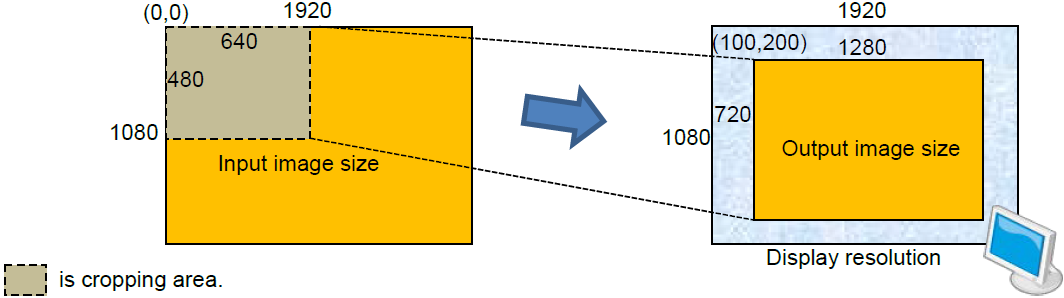 (0,0)
1920
640
480
1080
Input image size
1920
(100,200)
1280
720
1080
Output image size
Display resolution
is cropping area.